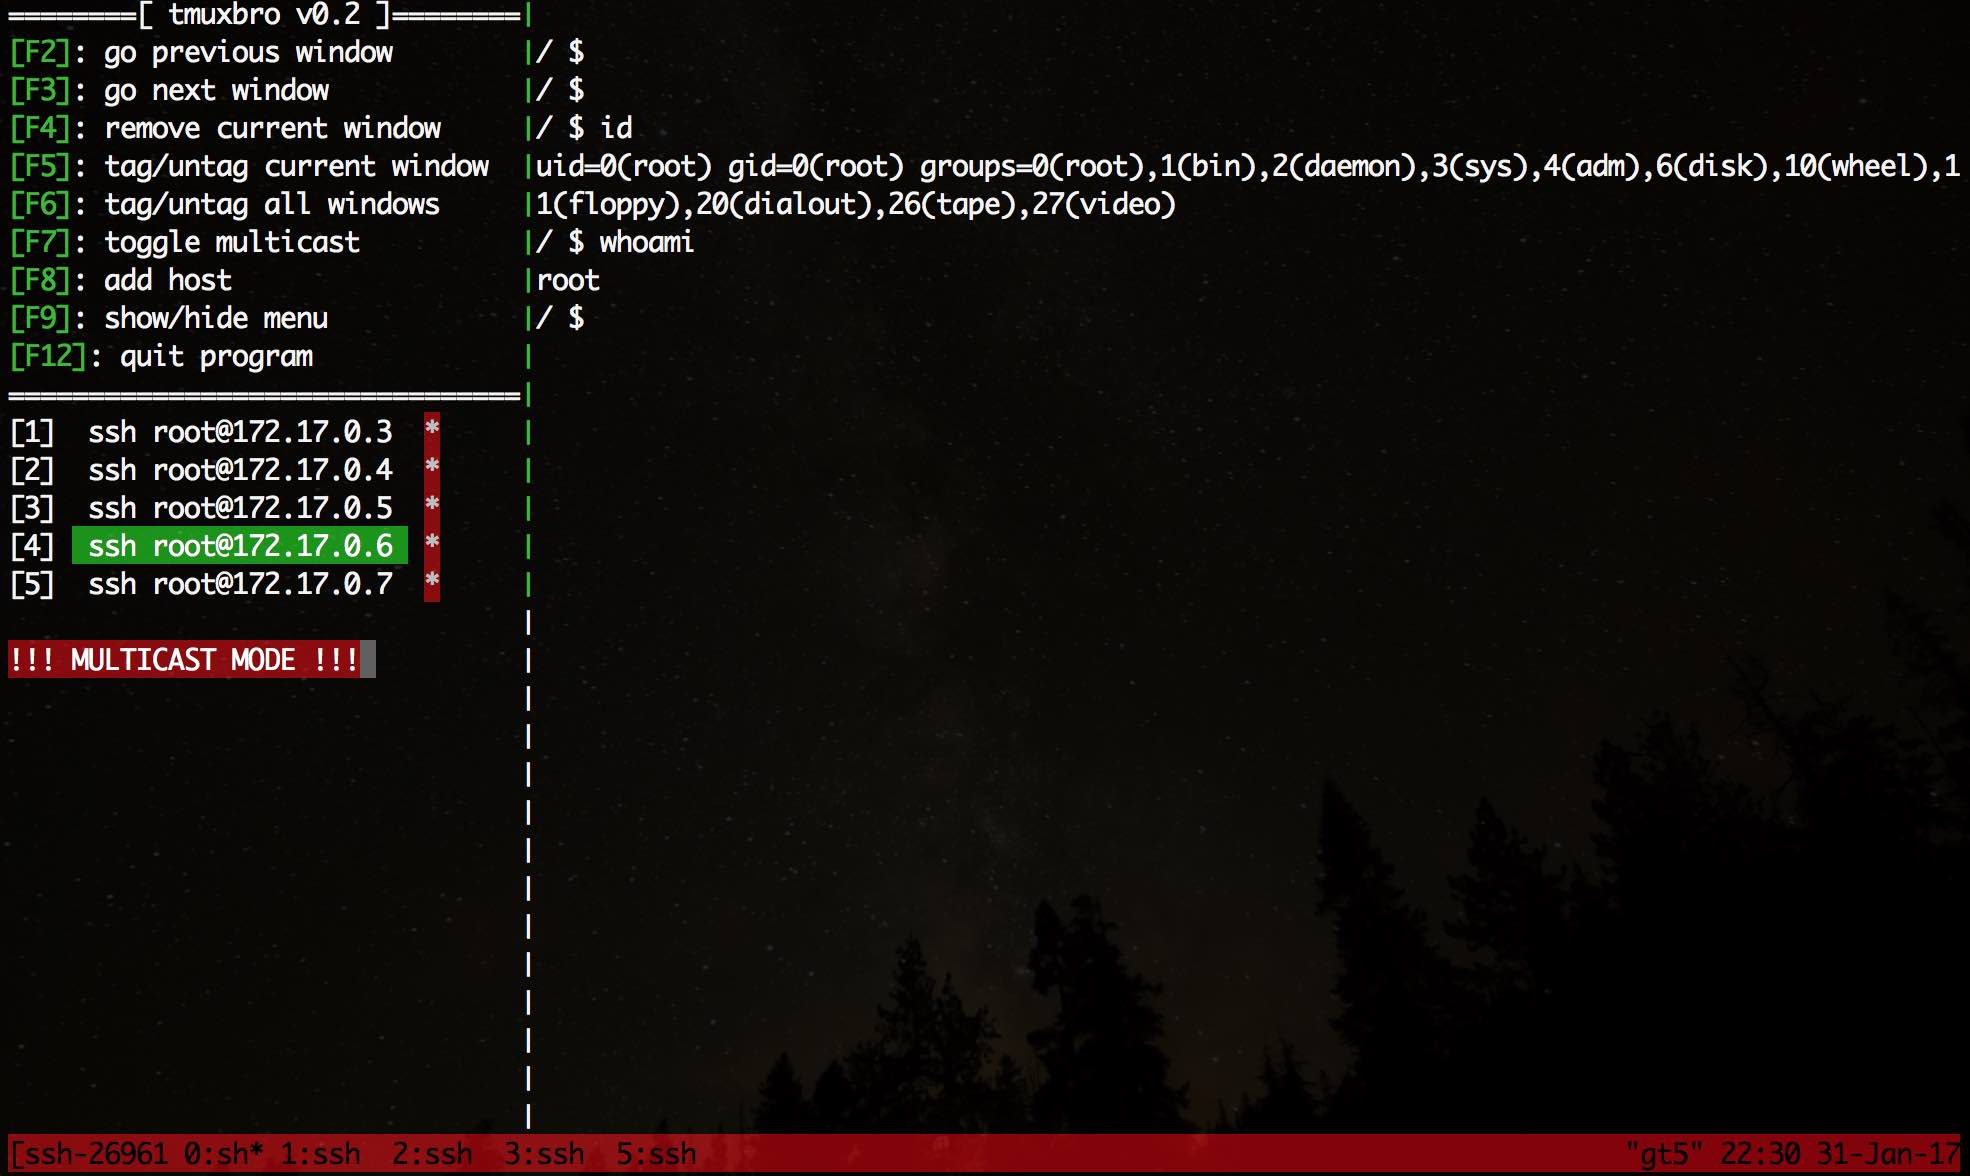 ========[ tmuxbro v0.2 ]========
[F2]: go previous window
[F3]: go next window
[F4]: remove current window
[F5]: tag/untag current window
[F6]: tag/untag all windows
[F7]: toggle multicast
[F8]: add host
[F9]: show/hide menu
[F12]: quit program
================================
[1] ssh root@172.17.0.3 *
[2] ssh root@172.17.0.4 *
[3] ssh root@172.17.0.5 *
[4] ssh root@172.17.0.6 *
[5] ssh root@172.17.0.7 *
!!! MULTICAST MODE !!!
/ $
/ $
/ $ id
uid=0(root) gid=0(root) groups=0(root),1(bin),2(daemon),3(sys),4(adm),6(disk),10(wheel),1
1(floppy),20(dialout),26(tape),27(video)
/ $ whoami
root
/ $
[ssh-26961 0:sh* 1:ssh 2:ssh 3:ssh 5:ssh "gt5" 22:30 31-Jan-17